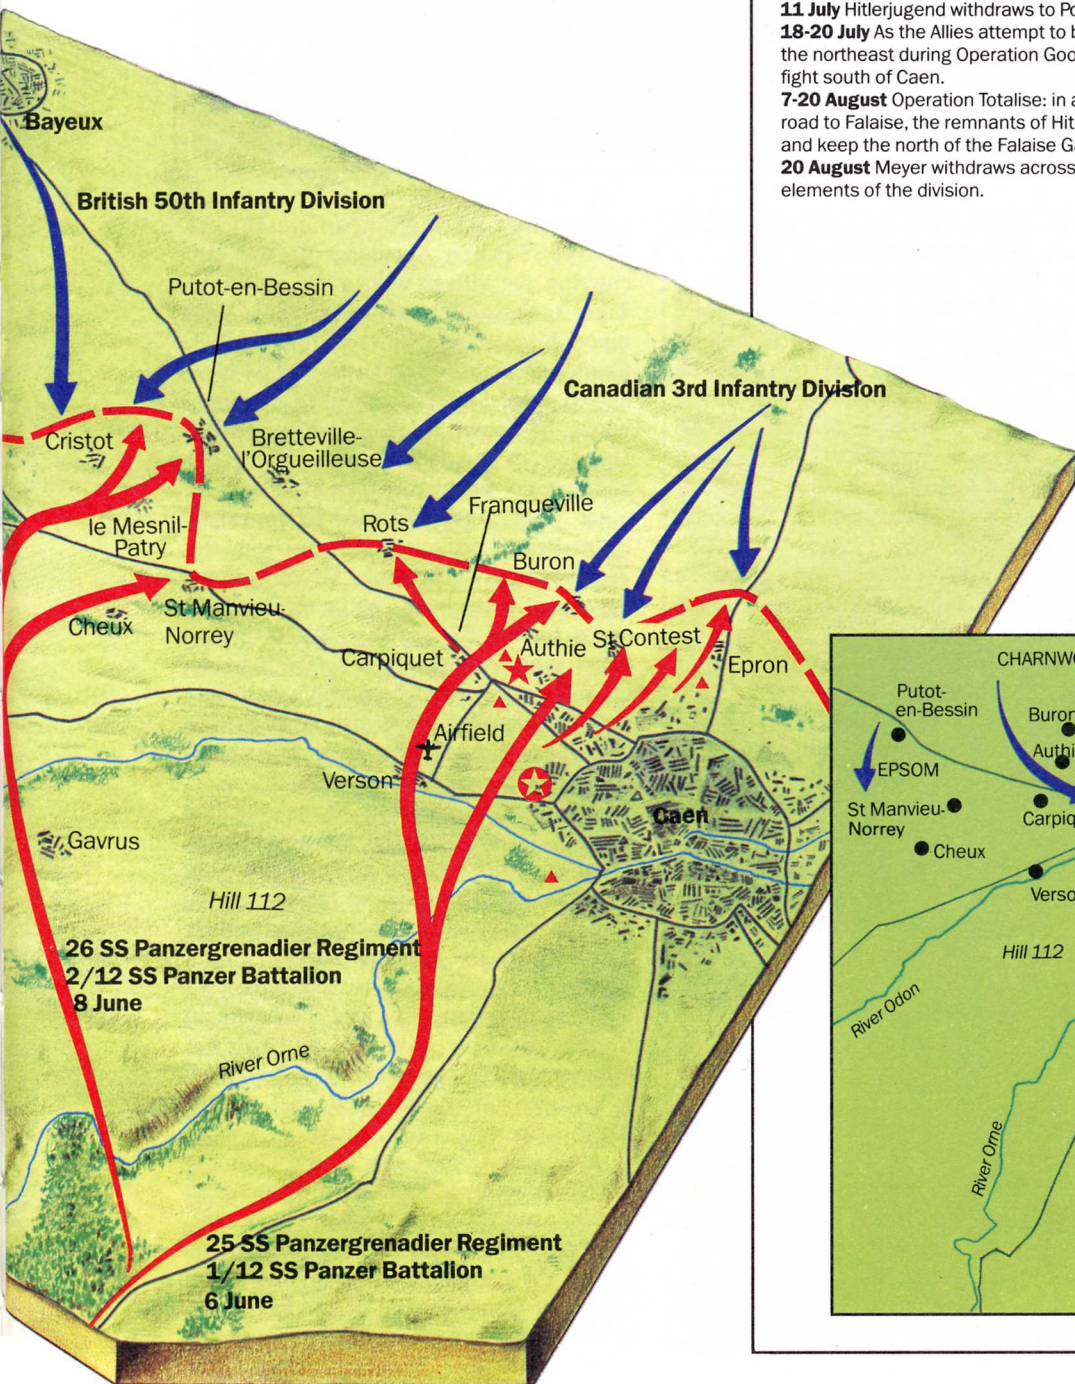 11 July Hitlerjugend withdraws to
18-20 July As the Allies attempt to
the northeast during Operation
fight south of Caen.
7-20 August Operation Totalise: in
road to Falaise, the remnants of
and keep the north of the Falaise
20 August Meyer withdraws across
elements of the division.
Bayeux
British 50th Infantry Division
Putot-en-Bessin
Canadian 3rd Infantry Division
Cristot
Bretteville-
l'Orgueilleuse
Franqueville
le Mesnil-
Patry
Rots
Buron
Cheux
St Manvieu-
Norrey
Carpiquet
Authie
St Contest
Epron
Airfield
Verson
Caen
Gavrus
Hill 112
26 SS Panzergrenadier Regiment
2/12 SS Panzer Battalion
8 June
River Orne
25 SS Panzergrenadier Regiment
1/12 SS Panzer Battalion
6 June
CHARNW
Putot-
en-Bessin
Buron
Authi
EPSOM
St Manvieu-
Norrey
Carpiq
Cheux
Verso
Hill 112
River Odon
River Orne